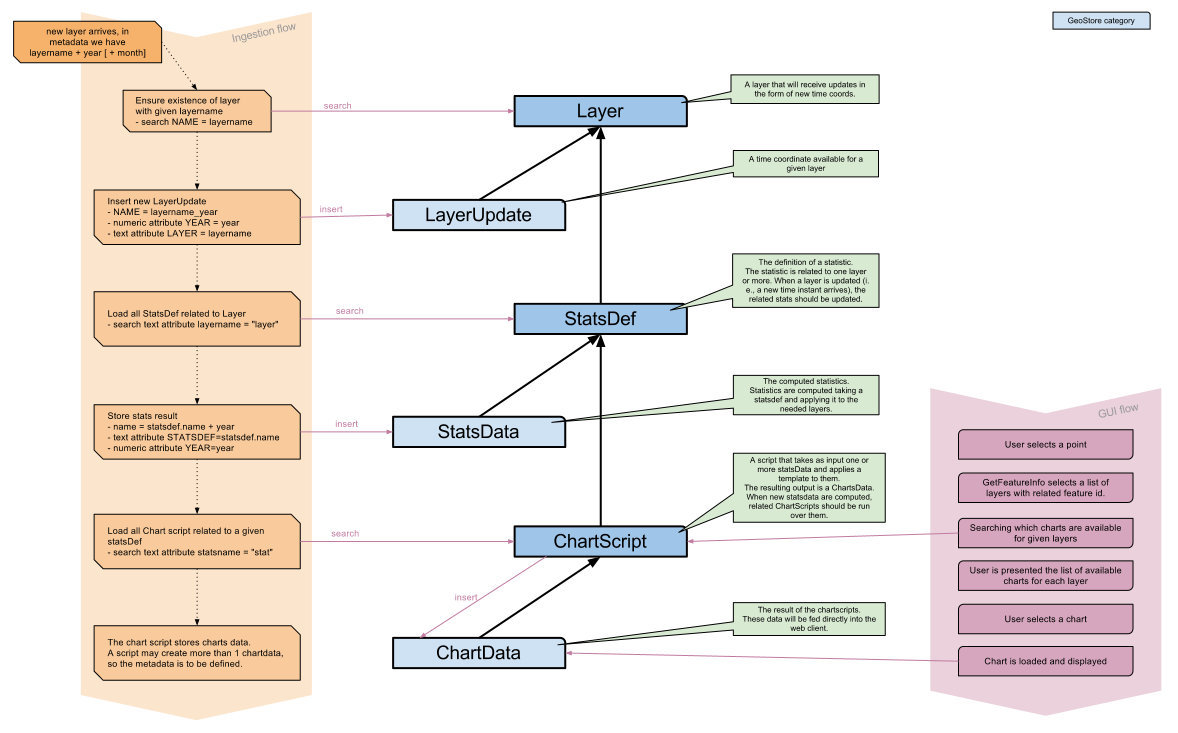 new layer arrives, in
metadata we have
layername + year [ + month]
Ingestion flow
GeoStore category
Ensure existence of layer
with given layername
- search NAME = layername
search
Layer
A layer that will receive updates in
the form of new time coords.
A time coordinate available for a
given layer
Insert new LayerUpdate
- NAME = layername_year
- numeric attribute YEAR = year
- text attribute LAYER = layername
insert
LayerUpdate
The definition of a statistic.
The statistic is related to one layer
or more. When a layer is updated (i.
e., a new time instant arrives), the
related stats should be updated.
Load all StatsDef related to Layer
- search text attribute layername = "layer"
search
StatsDef
The computed statistics.
Statistics are computed taking a
statsdef and applying it to the
needed layers.
Store stats result
- name = statsdef.name + year
- text attribute STATSDEF=statsdef.name
- numeric attribute YEAR=year
insert
StatsData
A script that takes as input one or
more statsData and applies a
template to them.
The resulting output is a ChartsData.
When new statsdata are computed,
related ChartScripts should be run
over them.
Load all Chart script related to a given
statsDef
- search text attribute statsname = "stat"
search
ChartScript
insert
The result of the chartscripts.
These data will be fed directly into the
web client.
The chart script stores charts data.
A script may create more than 1 chartdata,
so the metadata is to be defined.
ChartData
GUI flow
User selects a point
GetFeatureInfo selects a list of
layers with related feature id.
Searching which charts are available
for given layers
User is presented the list of available
charts for each layer
User selects a chart
Chart is loaded and displayed